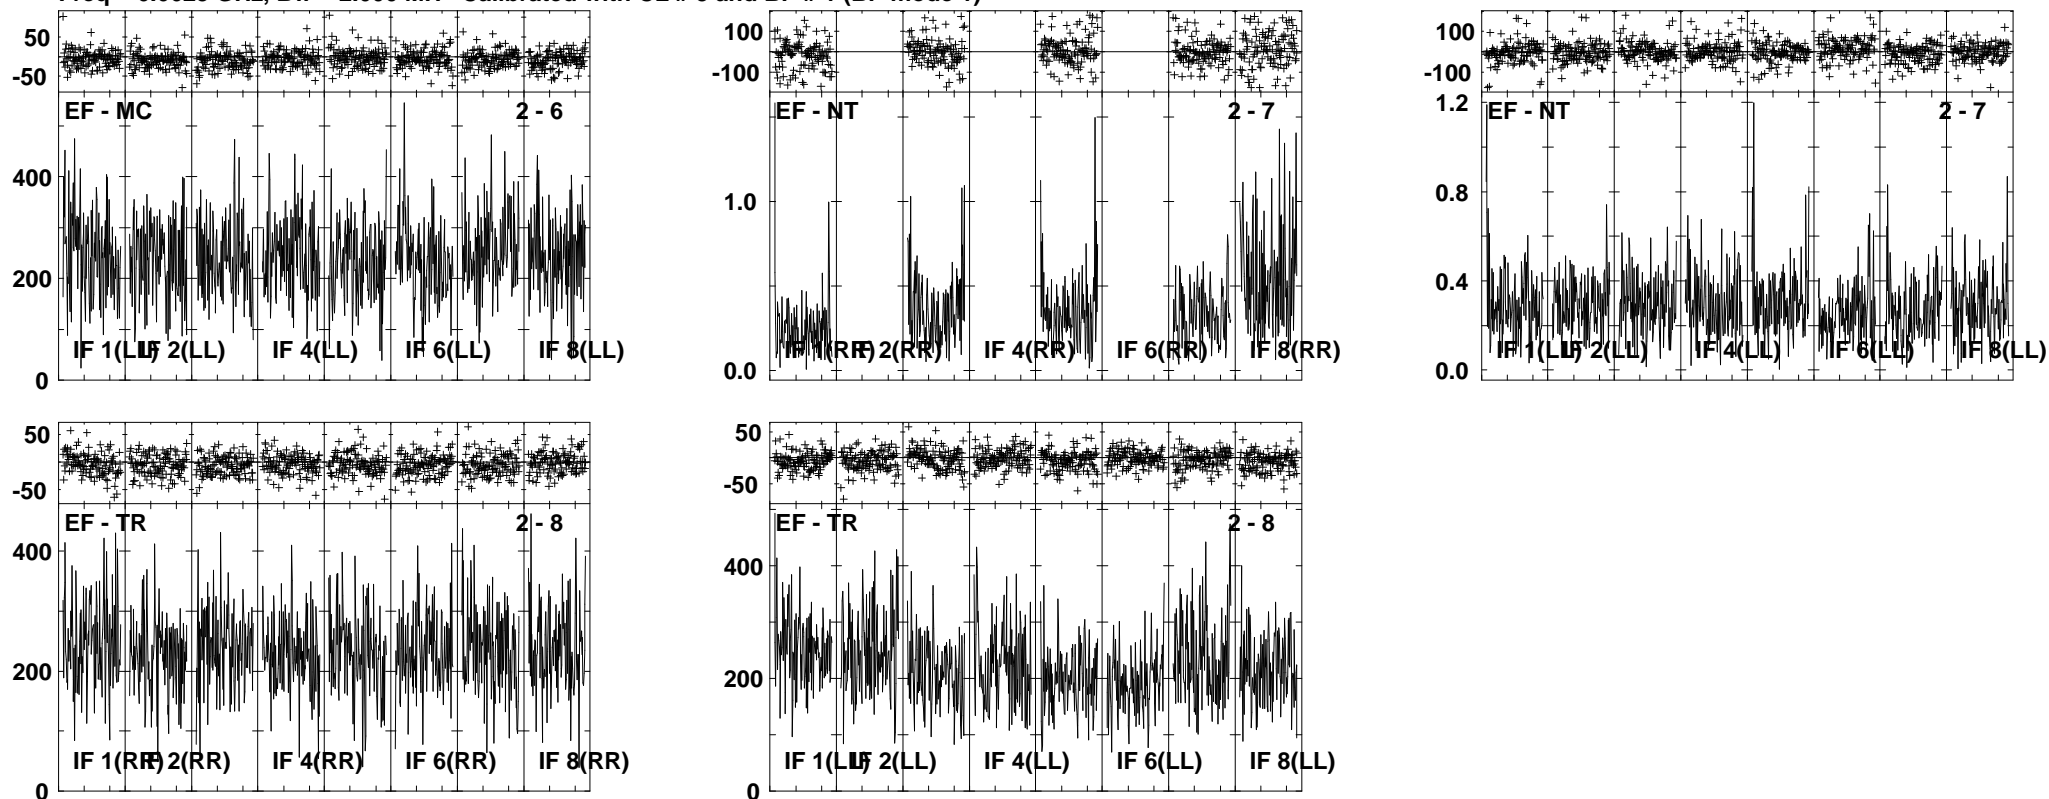 50
-50
EF - MC 2 - 6
400
200
0
IF 1(LL) IF 2(LL) IF 4(LL) IF 6(LL) IF 8(LL)
100
-100
EF - NT 2 - 7
1.0
0.0
IF 1(RR) IF 2(RR) IF 4(RR) IF 6(RR) IF 8(RR)
100
-100
1.2
EF - NT 2 - 7
0.8
0.4
0.0
IF 1(LL) IF 2(LL) IF 4(LL) IF 6(LL) IF 8(LL)
50
-50
EF - TR 2 - 8
400
200
0
IF 1(RR) IF 2(RR) IF 4(RR) IF 6(RR) IF 8(RR)
50
-50
EF - TR 2 - 8
400
200
0
IF 1(LL) IF 2(LL) IF 4(LL) IF 6(LL) IF 8(LL)